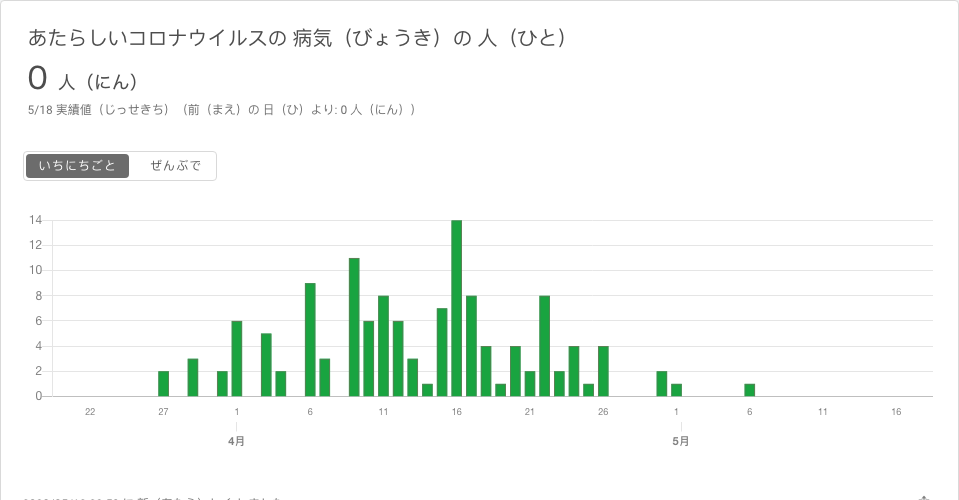 あたらしいコロナウイルスの 病気（びょうき）の 人（ひと）
0 人（にん）
5/18 実績値（じっせきち）（前（まえ）の 日（ひ）より: 0 人（にん））
いちにちごと ぜんぶで
14
12
10
8
6
4
2
0
22 27 1 6 11 16 21 26 1 6 11 16
4月 5月